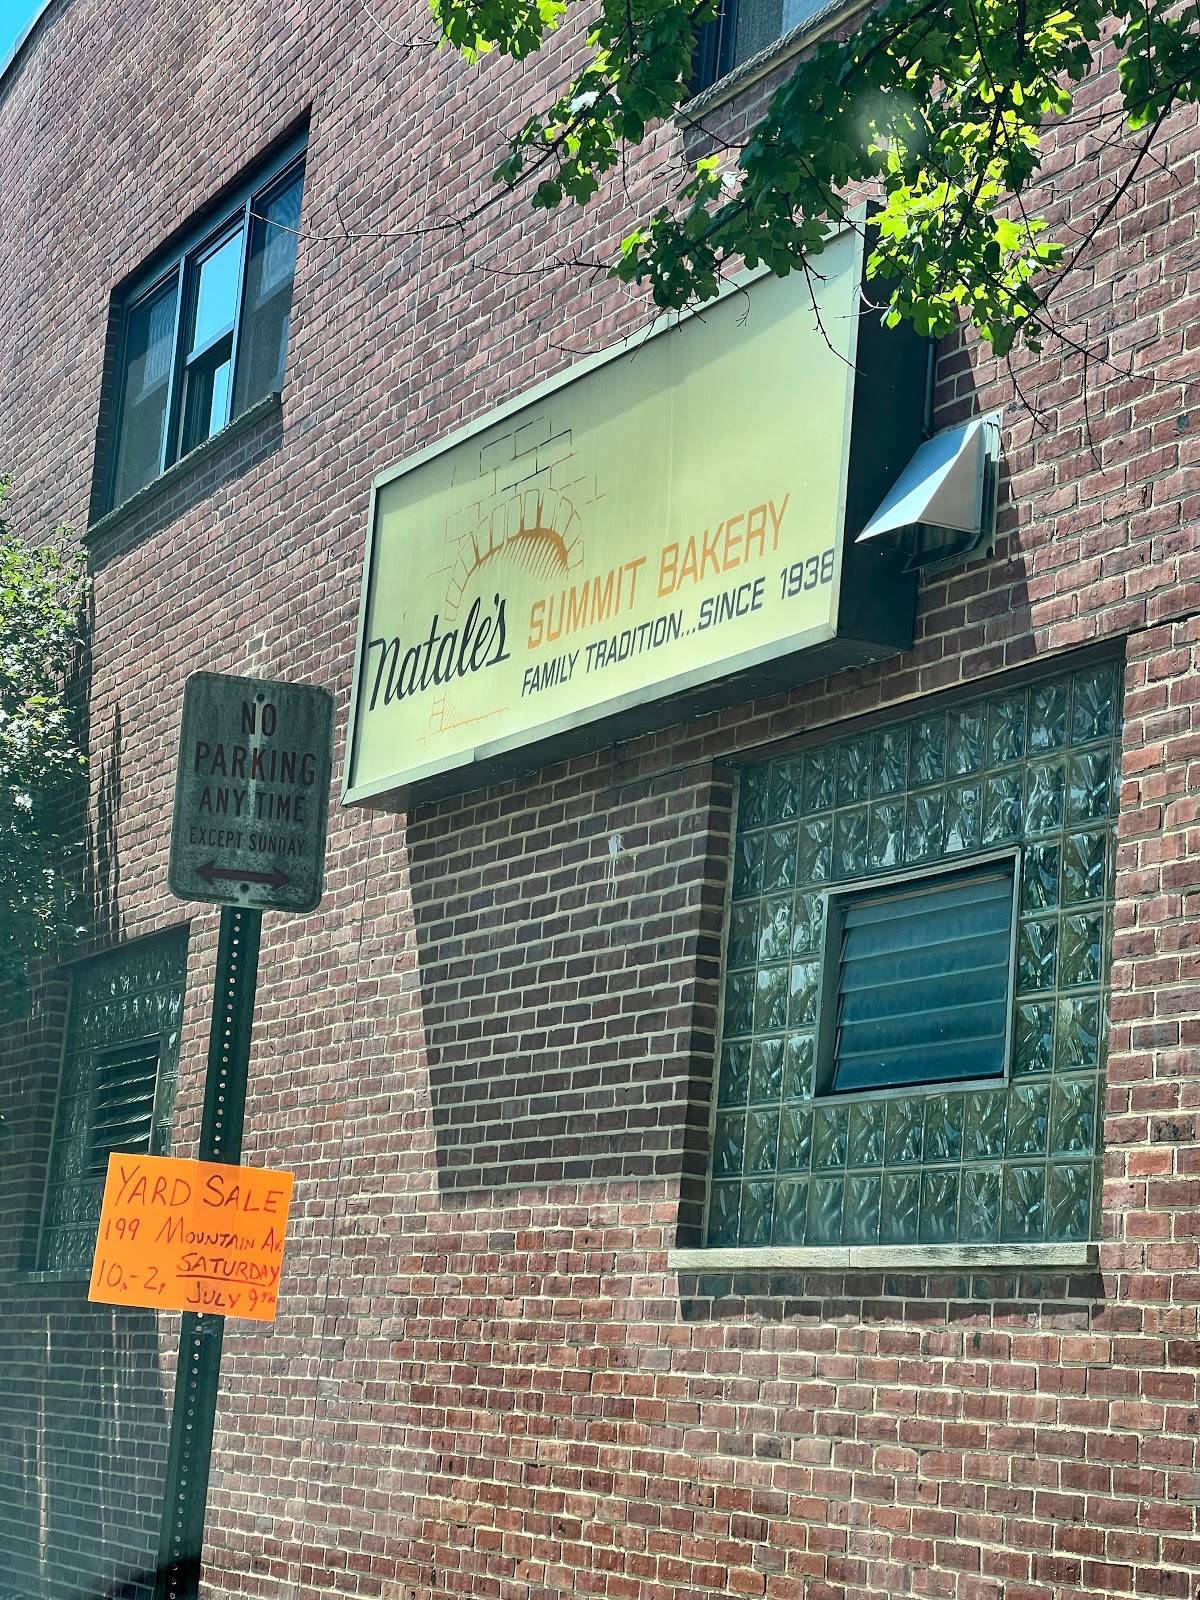 Natale's SUMMIT BAKERY
FAMILY TRADITION...SINCE 1938
NO
PARKING
ANY TIME
EXCEPT SUNDAY
YARD SALE
199 MOUNTAIN AV.
10.-2. SATURDAY
JULY 9TH